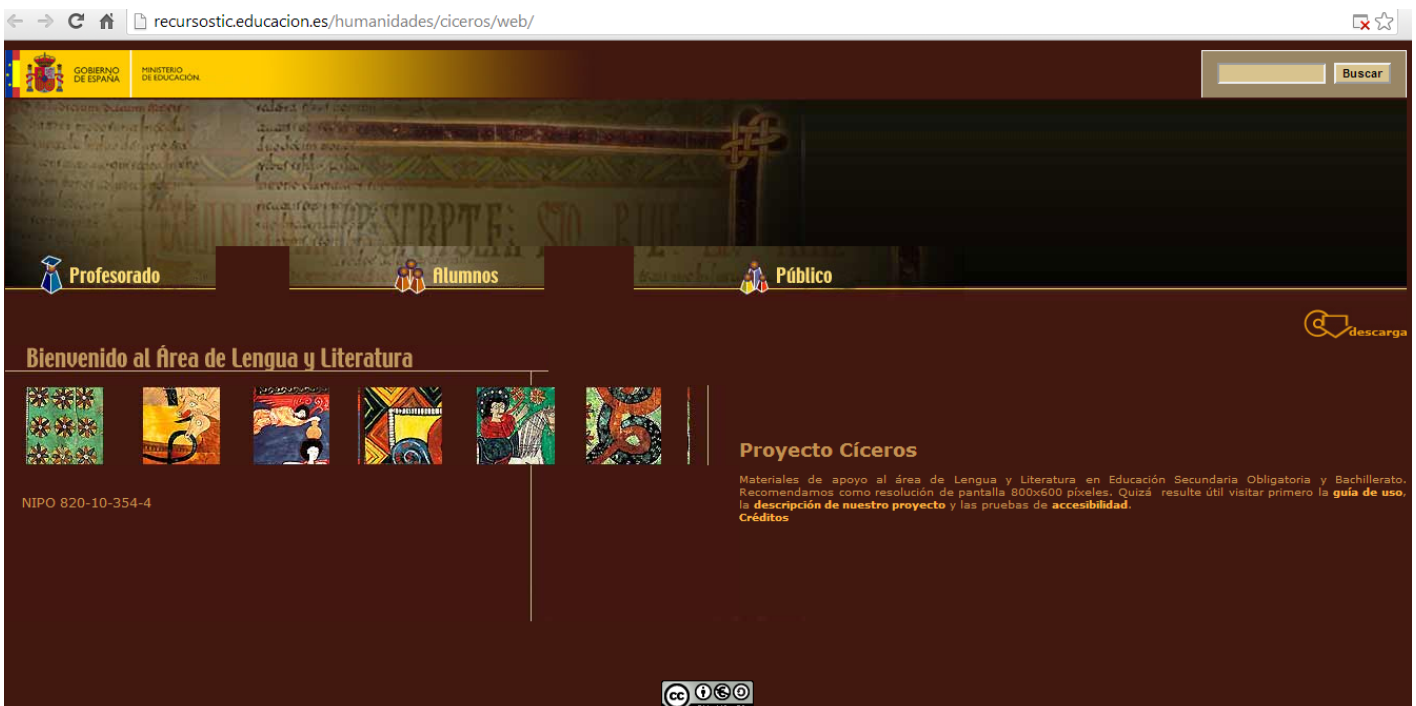 recursostic.educacion.es/humanidades/ciceros/web/
GOBIERNO
DE ESPAÑA
MINISTERIO
DE EDUCACIÓN.
Buscar
Profesorado
Alumnos
Público
descarga
Bienvenido al Área de Lengua y Literatura
Proyecto Cíceros
Materiales de apoyo al área de Lengua y Literatura en Educación Secundaria Obligatoria y Bachillerato.
Recomendamos como resolución de pantalla 800x600 píxeles. Quizá resulte útil visitar primero la guía de uso,
la descripción de nuestro proyecto y las pruebas de accesibilidad.
Créditos
NIPO 820-10-354-4
cc